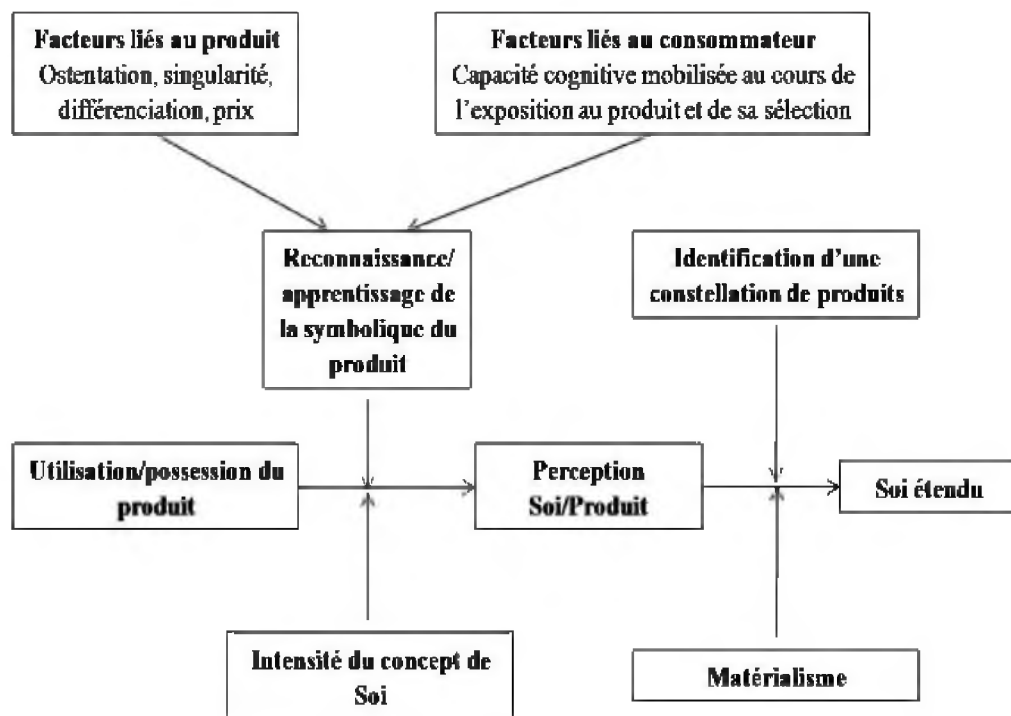 Facteurs liés au produit
Ostentation, singularité,
différenciation, prix
Facteurs liés au consommateur
Capacité cognitive mobilisée au cours de
l'exposition au produit et de sa sélection
Reconnaissance/
apprentissage de
la symbolique du
produit
Identification d'une
constellation de produits
Utilisation/possession du
produit
Perception
Soi/Produit
Soi étendu
Intensité du concept de
Soi
Matérialisme